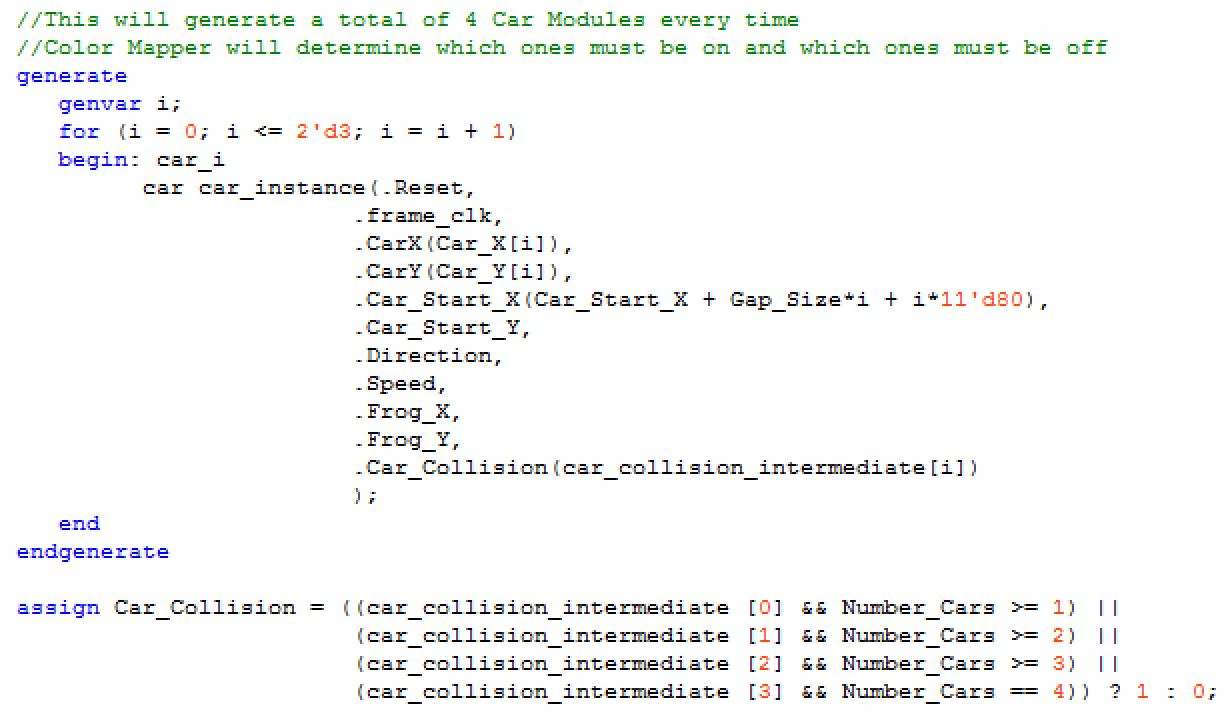 //This will generate a total of 4 Car Modules every time
//Color Mapper will determine which ones must be on and which ones must be off
generate
   genvar i;
   for (i = 0; i <= 2'd3; i = i + 1)
   begin: car_i
         car car_instance(.Reset,
                        .frame_clk,
                        .CarX(Car_X[i]),
                        .CarY(Car_Y[i]),
                        .Car_Start_X(Car_Start_X + Gap_Size*i + i*11'd80),
                        .Car_Start_Y,
                        .Direction,
                        .Speed,
                        .Frog_X,
                        .Frog_Y,
                        .Car_Collision(car_collision_intermediate[i])
                        );
   end
endgenerate

assign Car_Collision = ((car_collision_intermediate [0] && Number_Cars >= 1) ||
                        (car_collision_intermediate [1] && Number_Cars >= 2) ||
                        (car_collision_intermediate [2] && Number_Cars >= 3) ||
                        (car_collision_intermediate [3] && Number_Cars == 4)) ? 1 : 0;